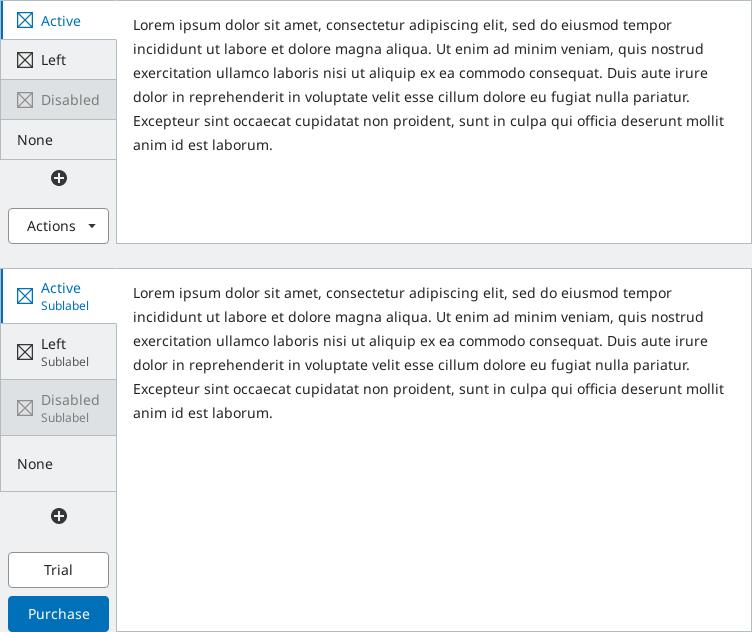 Active
Left
Disabled
None
Actions
Lorem ipsum dolor sit amet, consectetur adipiscing elit, sed do eiusmod tempor
incididunt ut labore et dolore magna aliqua. Ut enim ad minim veniam, quis nostrud
exercitation ullamco laboris nisi ut aliquip ex ea commodo consequat. Duis aute irure
dolor in reprehenderit in voluptate velit esse cillum dolore eu fugiat nulla pariatur.
Excepteur sint occaecat cupidatat non proident, sunt in culpa qui officia deserunt mollit
anim id est laborum.
Active
Sublabel
Left
Sublabel
Disabled
Sublabel
None
Trial
Purchase
Lorem ipsum dolor sit amet, consectetur adipiscing elit, sed do eiusmod tempor
incididunt ut labore et dolore magna aliqua. Ut enim ad minim veniam, quis nostrud
exercitation ullamco laboris nisi ut aliquip ex ea commodo consequat. Duis aute irure
dolor in reprehenderit in voluptate velit esse cillum dolore eu fugiat nulla pariatur.
Excepteur sint occaecat cupidatat non proident, sunt in culpa qui officia deserunt mollit
anim id est laborum.